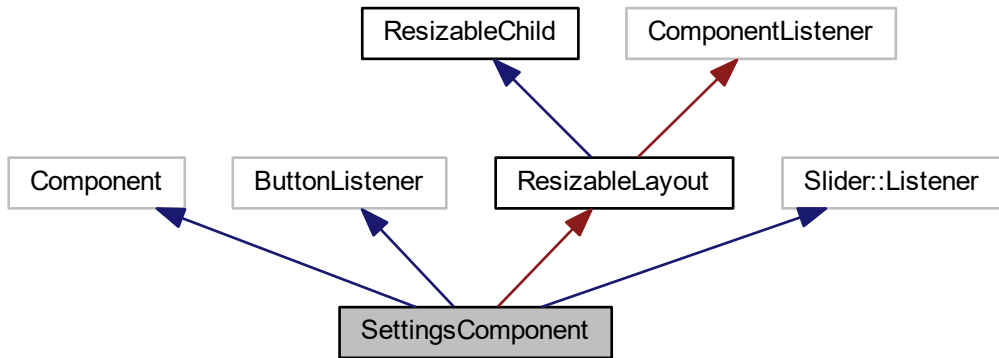 ResizableChild
ComponentListener
Component
ButtonListener
ResizableLayout
Slider::Listener
SettingsComponent